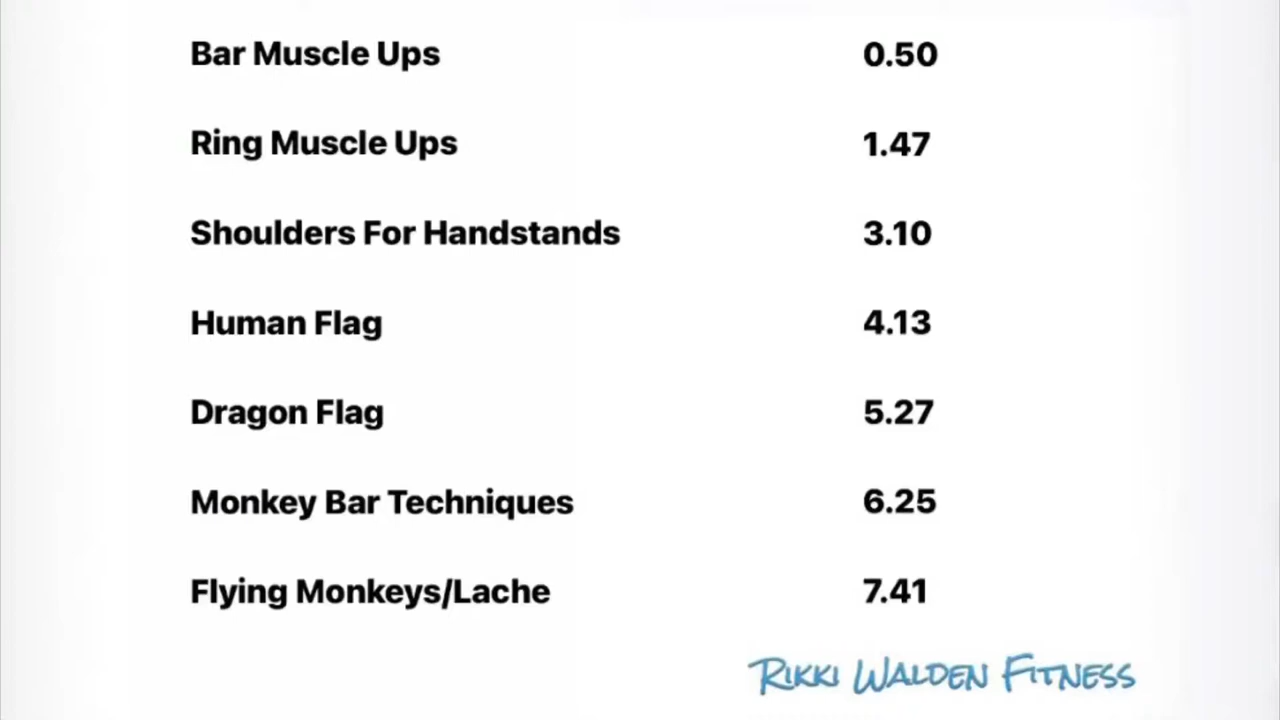 Bar Muscle Ups 0.50
Ring Muscle Ups 1.47
Shoulders For Handstands 3.10
Human Flag 4.13
Dragon Flag 5.27
Monkey Bar Techniques 6.25
Flying Monkeys/Lache 7.41
Rikki Walden Fitness